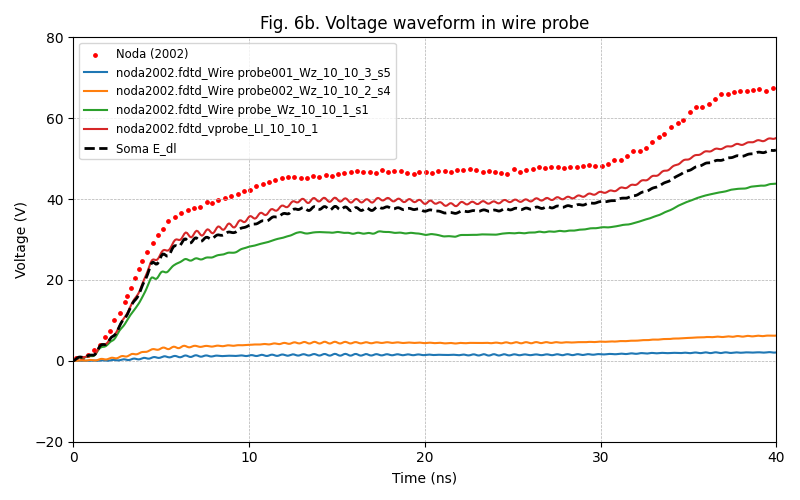 Fig. 6b. Voltage waveform in wire probe
80
60
40
20
0
−20
Voltage (V)
Noda (2002)
noda2002.fdtd_Wire probe001_Wz_10_10_3_s5
noda2002.fdtd_Wire probe002_Wz_10_10_2_s4
noda2002.fdtd_Wire probe_Wz_10_10_1_s1
noda2002.fdtd_vprobe_LI_10_10_1
Soma E_dl
0 10 20 30 40
Time (ns)